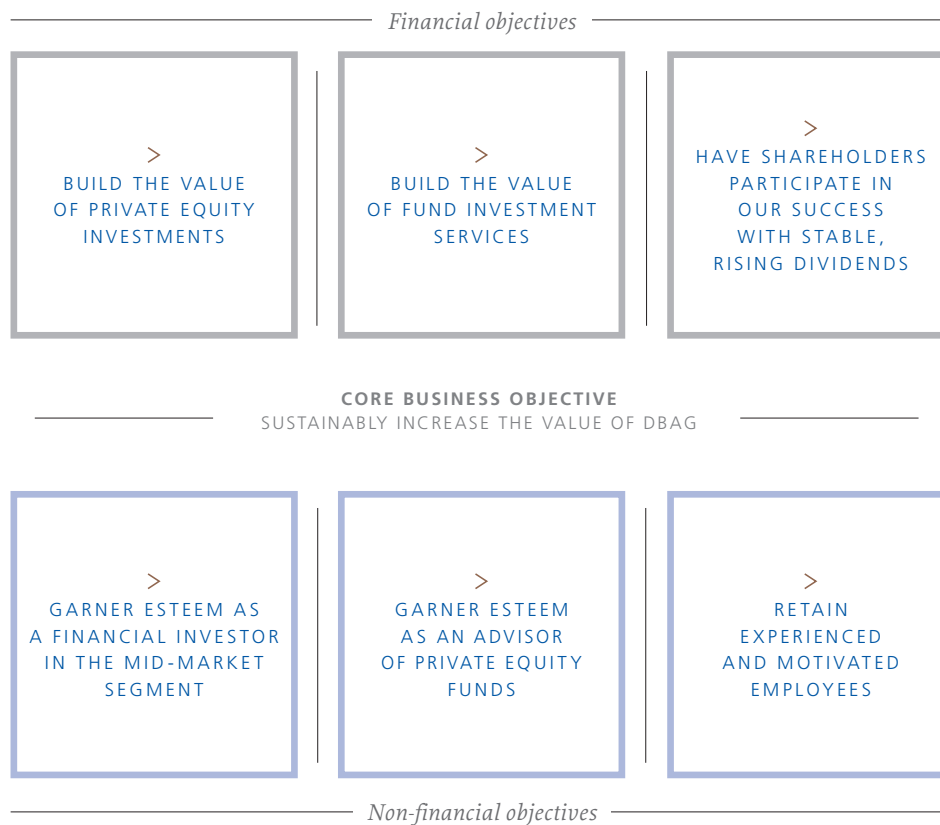 Financial objectives
>
BUILD THE VALUE
OF PRIVATE EQUITY
INVESTMENTS
>
BUILD THE VALUE
OF FUND INVESTMENT
SERVICES
>
HAVE SHAREHOLDERS
PARTICIPATE IN
OUR SUCCESS
WITH STABLE,
RISING DIVIDENDS
CORE BUSINESS OBJECTIVE
SUSTAINABLY INCREASE THE VALUE OF DBAG
>
GARNER ESTEEM AS
A FINANCIAL INVESTOR
IN THE MID-MARKET
SEGMENT
>
GARNER ESTEEM
AS AN ADVISOR
OF PRIVATE EQUITY
FUNDS
>
RETAIN
EXPERIENCED
AND MOTIVATED
EMPLOYEES
Non-financial objectives